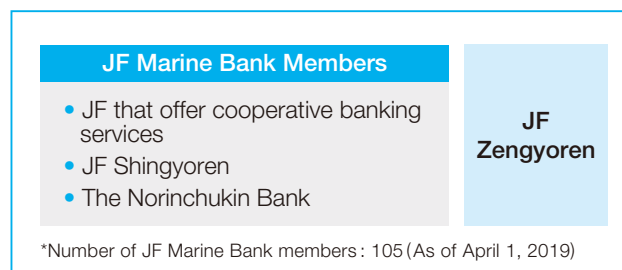 JF Marine Bank Members
• JF that offer cooperative banking
services
• JF Shingyoren
• The Norinchukin Bank
JF
Zengyoren
*Number of JF Marine Bank members : 105 (As of April 1, 2019)